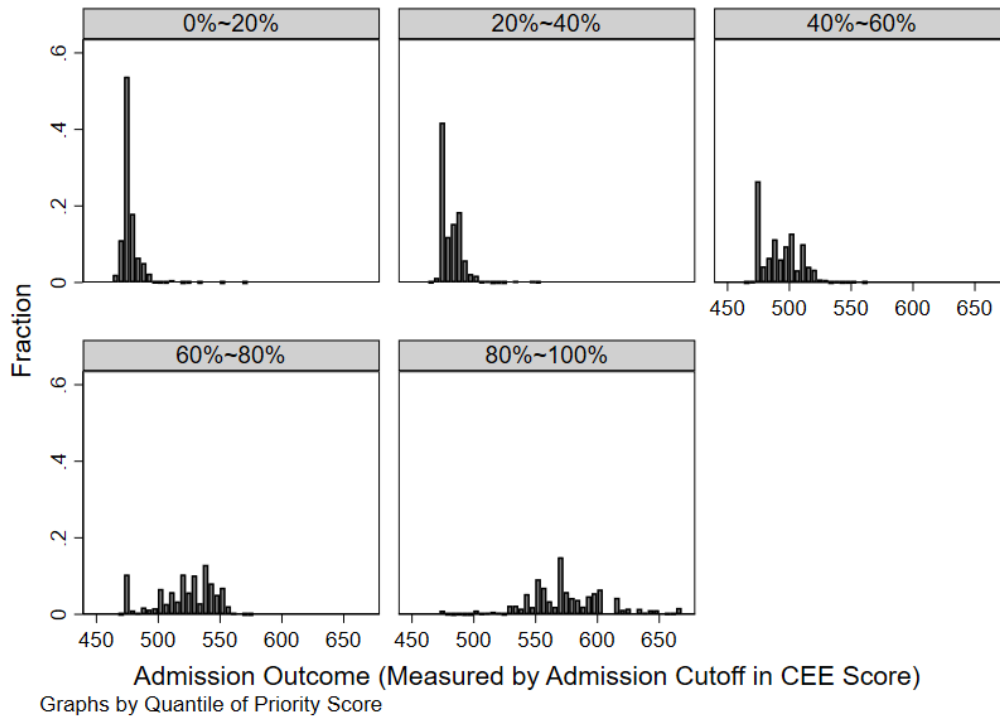 0%~20%
20%~40%
40%~60%
.6
.4
.2
0
450 500 550 600 650
Fraction
60%~80%
80%~100%
.6
.4
.2
0
450 500 550 600 650
450 500 550 600 650
Admission Outcome (Measured by Admission Cutoff in CEE Score)
Graphs by Quantile of Priority Score